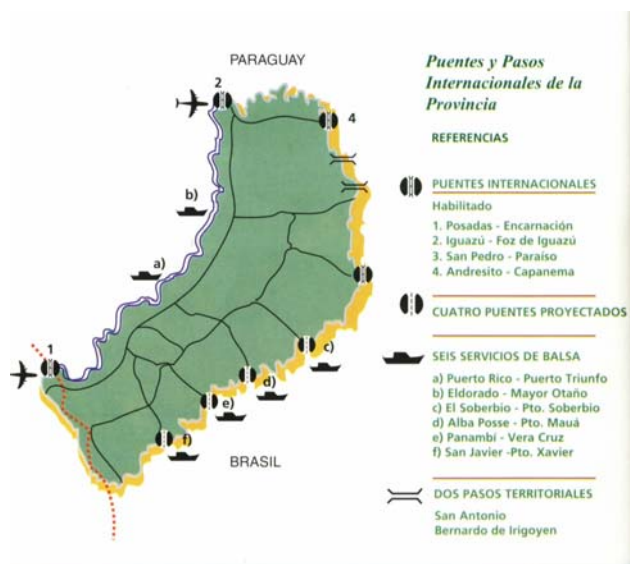 PARAGUAY
2
4
b)
a)
1
c)
d)
e)
f)
BRASIL
Puentes y Pasos
Internacionales de la
Provincia
REFERENCIAS
PUENTES INTERNACIONALES
Habilitado
1. Posadas - Encarnación
2. Iguazú - Foz de Iguazú
3. San Pedro - Paraíso
4. Andresito - Capanema
CUATRO PUENTES PROYECTADOS
SEIS SERVICIOS DE BALSA
a) Puerto Rico - Puerto Triunfo
b) Eldorado - Mayor Otaño
c) El Soberbio - Pto. Soberbio
d) Alba Posse - Pto. Mauá
e) Panambí - Vera Cruz
f) San Javier -Pto. Xavier
DOS PASOS TERRITORIALES
San Antonio
Bernardo de Irigoyen